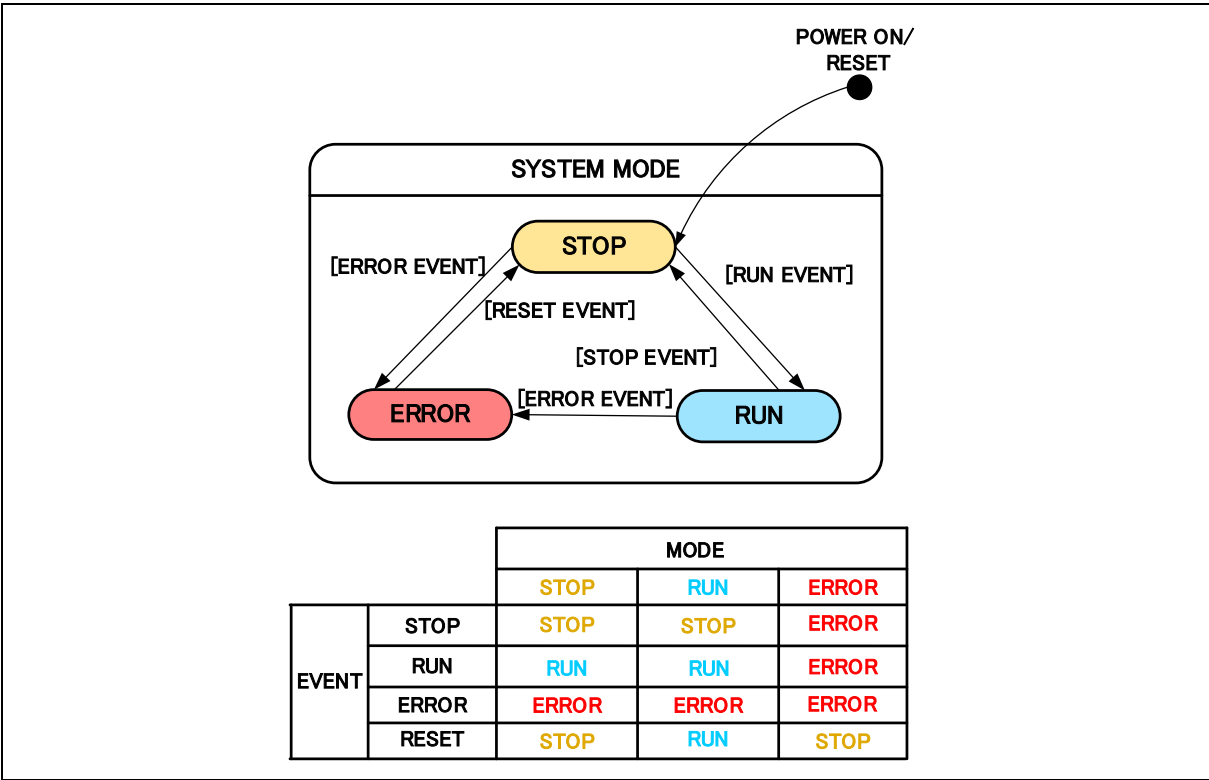 POWER ON/
RESET
SYSTEM MODE
STOP
[ERROR EVENT]
[RUN EVENT]
[RESET EVENT]
[STOP EVENT]
[ERROR EVENT]
ERROR
RUN
MODE
STOP RUN ERROR
EVENT
STOP STOP STOP ERROR
RUN RUN RUN ERROR
ERROR ERROR ERROR ERROR
RESET STOP RUN STOP